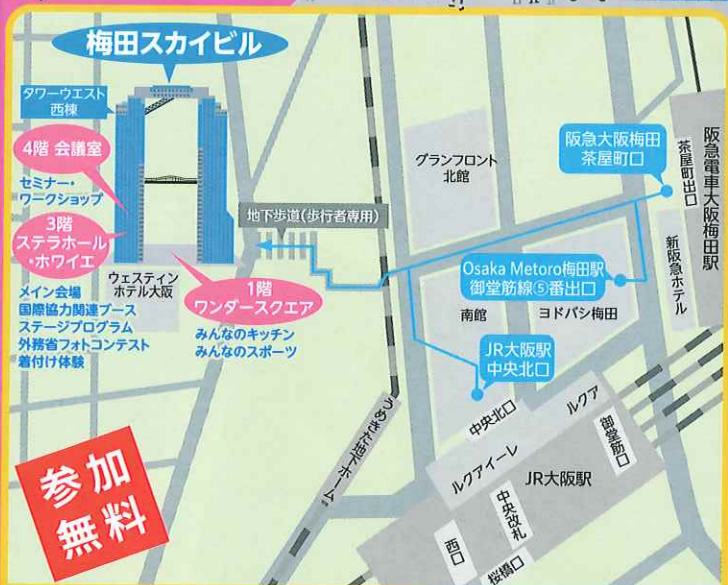 梅田スカイビル
タワーウエスト
西棟
4階 会議室
セミナー・
ワークショップ
3階
ステラホール
・ホワイエ
メイン会場
国際協力関連ブース
ステージプログラム
外務省フォトコンテスト
着付け体験
ウェスティン
ホテル大阪
1階
ワンダースクエア
みんなのキッチン
みんなのスポーツ
地下歩道(歩行者専用)
グランフロント
北館
阪急大阪梅田
茶屋町口
茶屋町出口
阪急電車大阪梅田駅
新阪急ホテル
Osaka Metoro梅田駅
御堂筋線⑤番出口
南館
ヨドバシ梅田
JR大阪駅
中央北口
中央北口
ルクア
ルクアイーレ
御堂筋口
JR大阪駅
うめきた地下ホーム
中央改札
西口
桜橋口
参加
無料